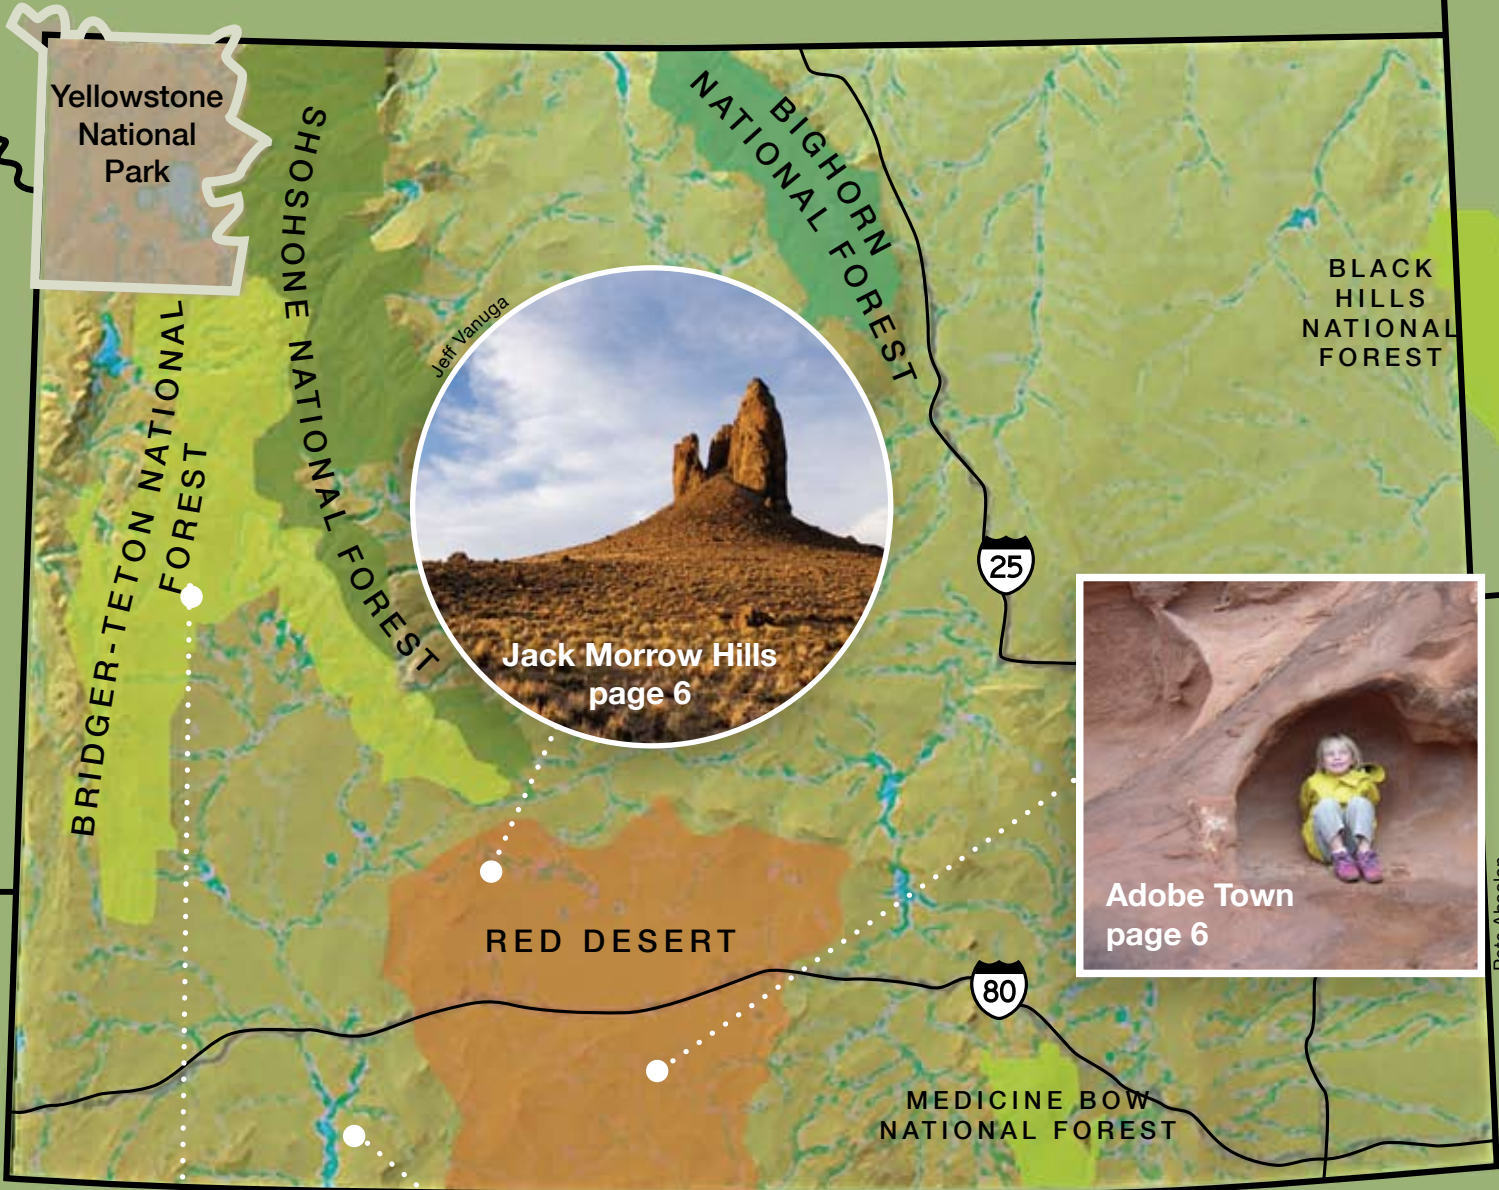 Yellowstone
National
Park
SHOSHONE NATIONAL FOREST
BIGHORN
NATIONAL FOREST
BLACK
HILLS
NATIONAL
FOREST
BRIDGER-TETON NATIONAL
FOREST
Jeff Vanuga
Jack Morrow Hills
page 6
25
Adobe Town
page 6
RED DESERT
80
MEDICINE BOW
NATIONAL FOREST